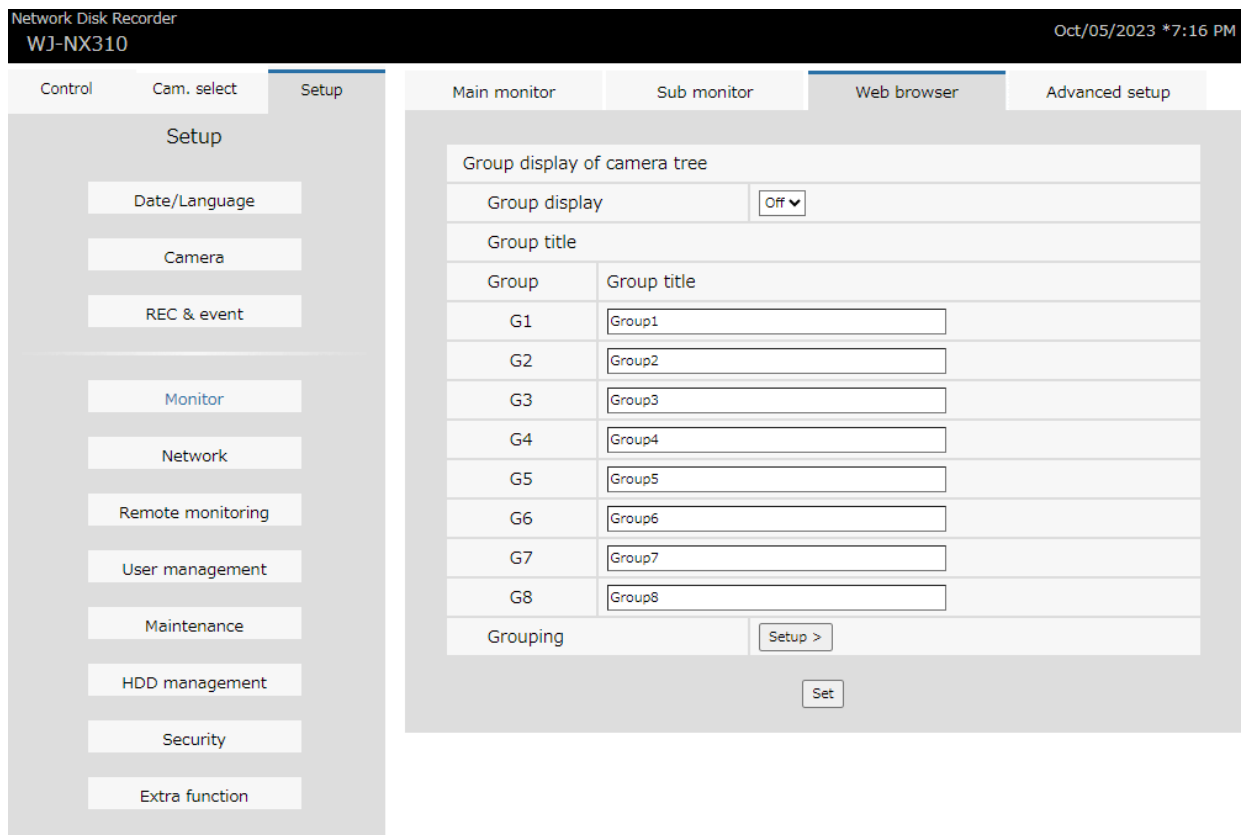 Network Disk Recorder
WJ-NX310
Oct/05/2023 *7:16 PM
Control Cam. select Setup
Setup
Date/Language
Camera
REC & event
Monitor
Network
Remote monitoring
User management
Maintenance
HDD management
Security
Extra function
Main monitor Sub monitor Web browser Advanced setup
Group display of camera tree
Group display Off
Group title
Group Group title
G1 Group1
G2 Group2
G3 Group3
G4 Group4
G5 Group5
G6 Group6
G7 Group7
G8 Group8
Grouping Setup >
Set